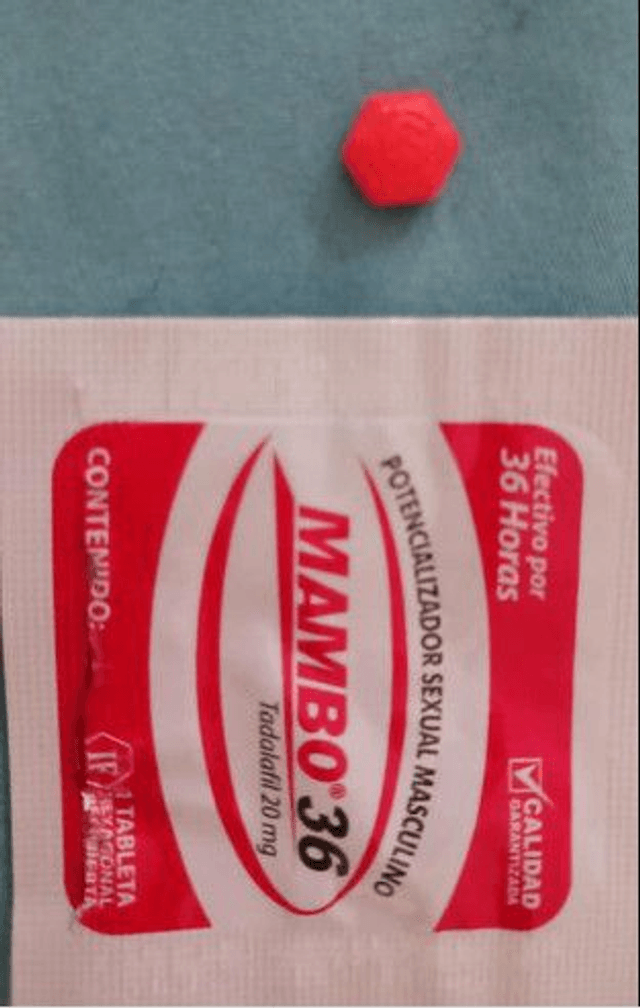 Efectivo por
36 Horas
CALIDAD
GARANTIZADA
POTENCIALIZADOR SEXUAL MASCULINO
MAMBO® 36
Tadalafil 20 mg
CONTENIDO:
1 TABLETA